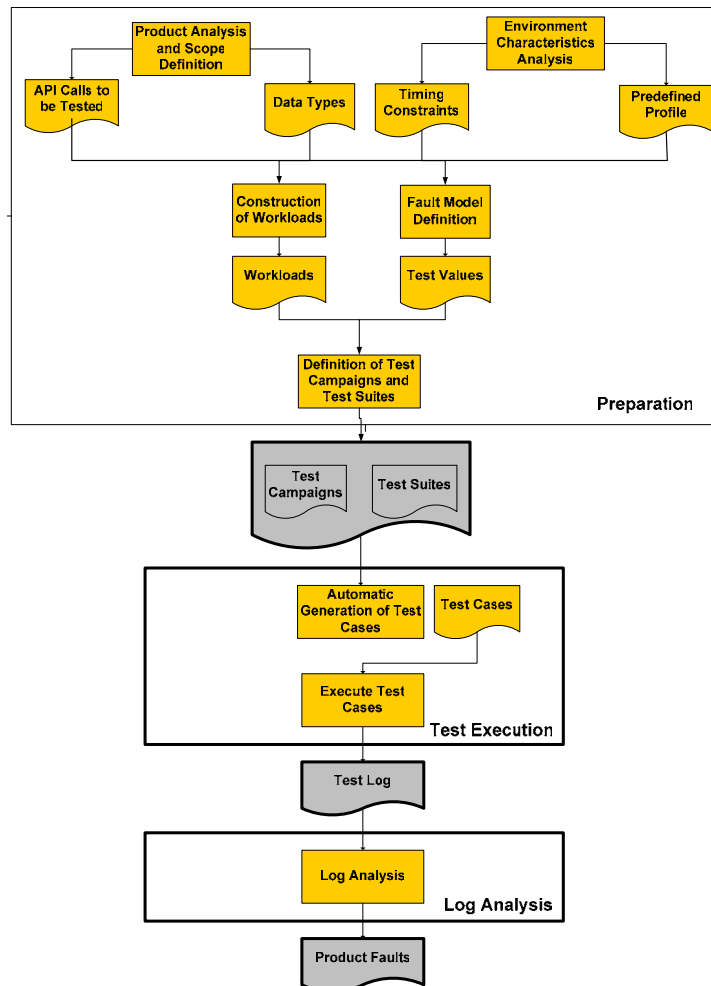 Product Analysis
and Scope
Definition
Environment
Characteristics
Analysis
API Calls to
be Tested
Data Types
Timing
Constraints
Predefined
Profile
Construction
of Workloads
Fault Model
Definition
Workloads
Test Values
Definition of Test
Campaigns and
Test Suites
Preparation
Test
Campaigns
Test Suites
Automatic
Generation of Test
Cases
Test Cases
Execute Test
Cases
Test Execution
Test Log
Log Analysis
Log Analysis
Product Faults